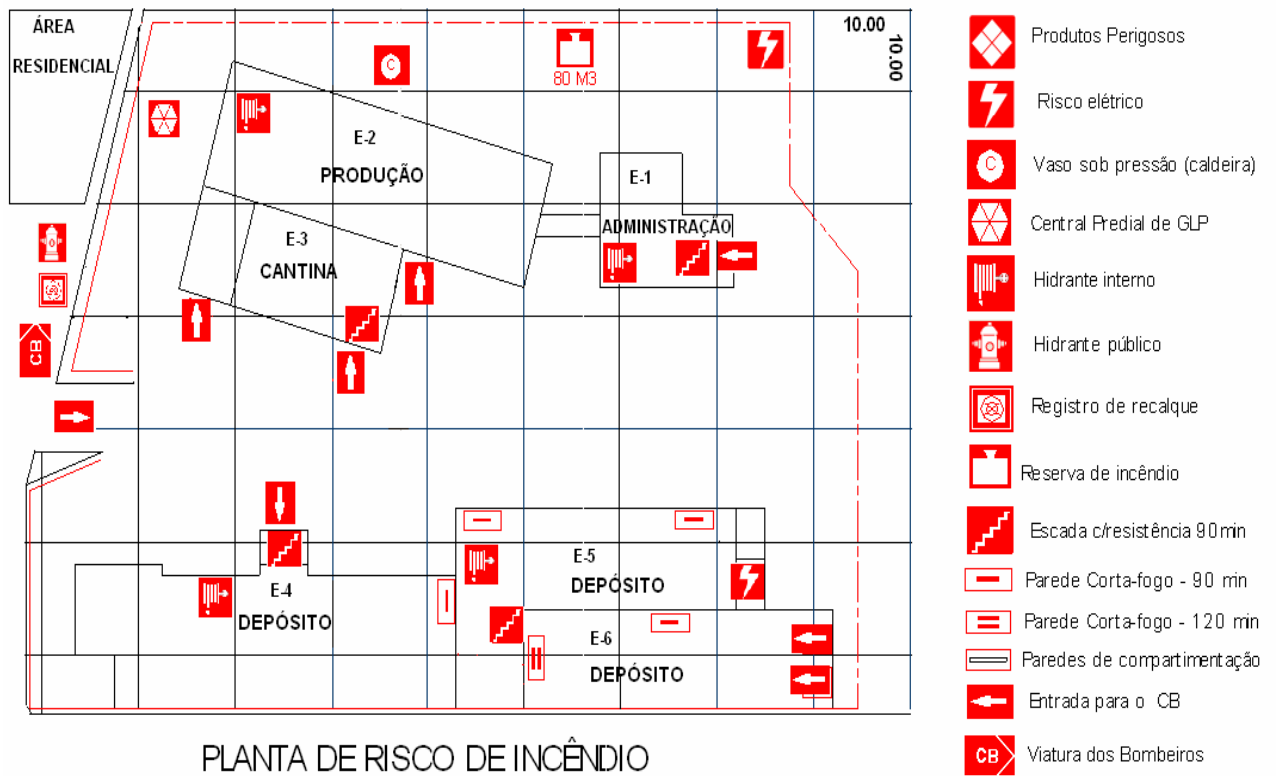 ÁREA
RESIDENCIAL
C
80 M3
10.00
10.00
E-2
PRODUÇÃO
E-1
ADMINISTRAÇÃO
E-3
CANTINA
CB
E-4
DEPÓSITO
E-5
DEPÓSITO
E-6
DEPÓSITO
PLANTA DE RISCO DE INCÊNDIO
Produtos Perigosos
Risco elétrico
C
Vaso sob pressão (caldeira)
Central Predial de GLP
Hidrante interno
Hidrante público
Registro de recalque
Reserva de incêndio
Escada c/resistência 90min
Parede Corta-fogo - 90 min
Parede Corta-fogo - 120 min
Paredes de compartimentação
Entrada para o CB
CB
Viatura dos Bombeiros